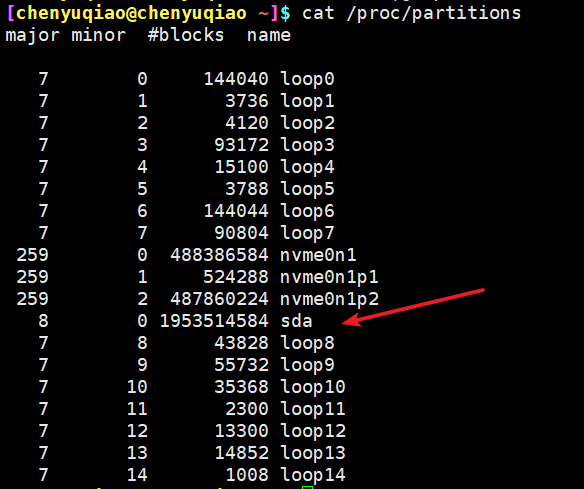 [chenyuqiao@chenyuqiao ~]$ cat /proc/partitions
major minor  #blocks  name
   7        0     144040 loop0
   7        1       3736 loop1
   7        2       4120 loop2
   7        3      93172 loop3
   7        4      15100 loop4
   7        5       3788 loop5
   7        6     144044 loop6
   7        7      90804 loop7
 259        0  488386584 nvme0n1
 259        1     524288 nvme0n1p1
 259        2  487860224 nvme0n1p2
   8        0 1953514584 sda
   7        8      43828 loop8
   7        9      55732 loop9
   7       10      35368 loop10
   7       11       2300 loop11
   7       12      13300 loop12
   7       13      14852 loop13
   7       14       1008 loop14